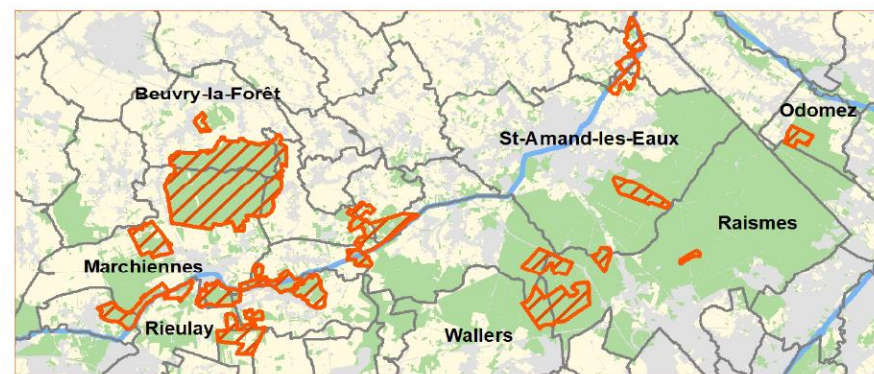 Beuvry-la-Forêt
Odomez
St-Amand-les-Eaux
Raismes
Marchiennes
Rieulay
Wallers